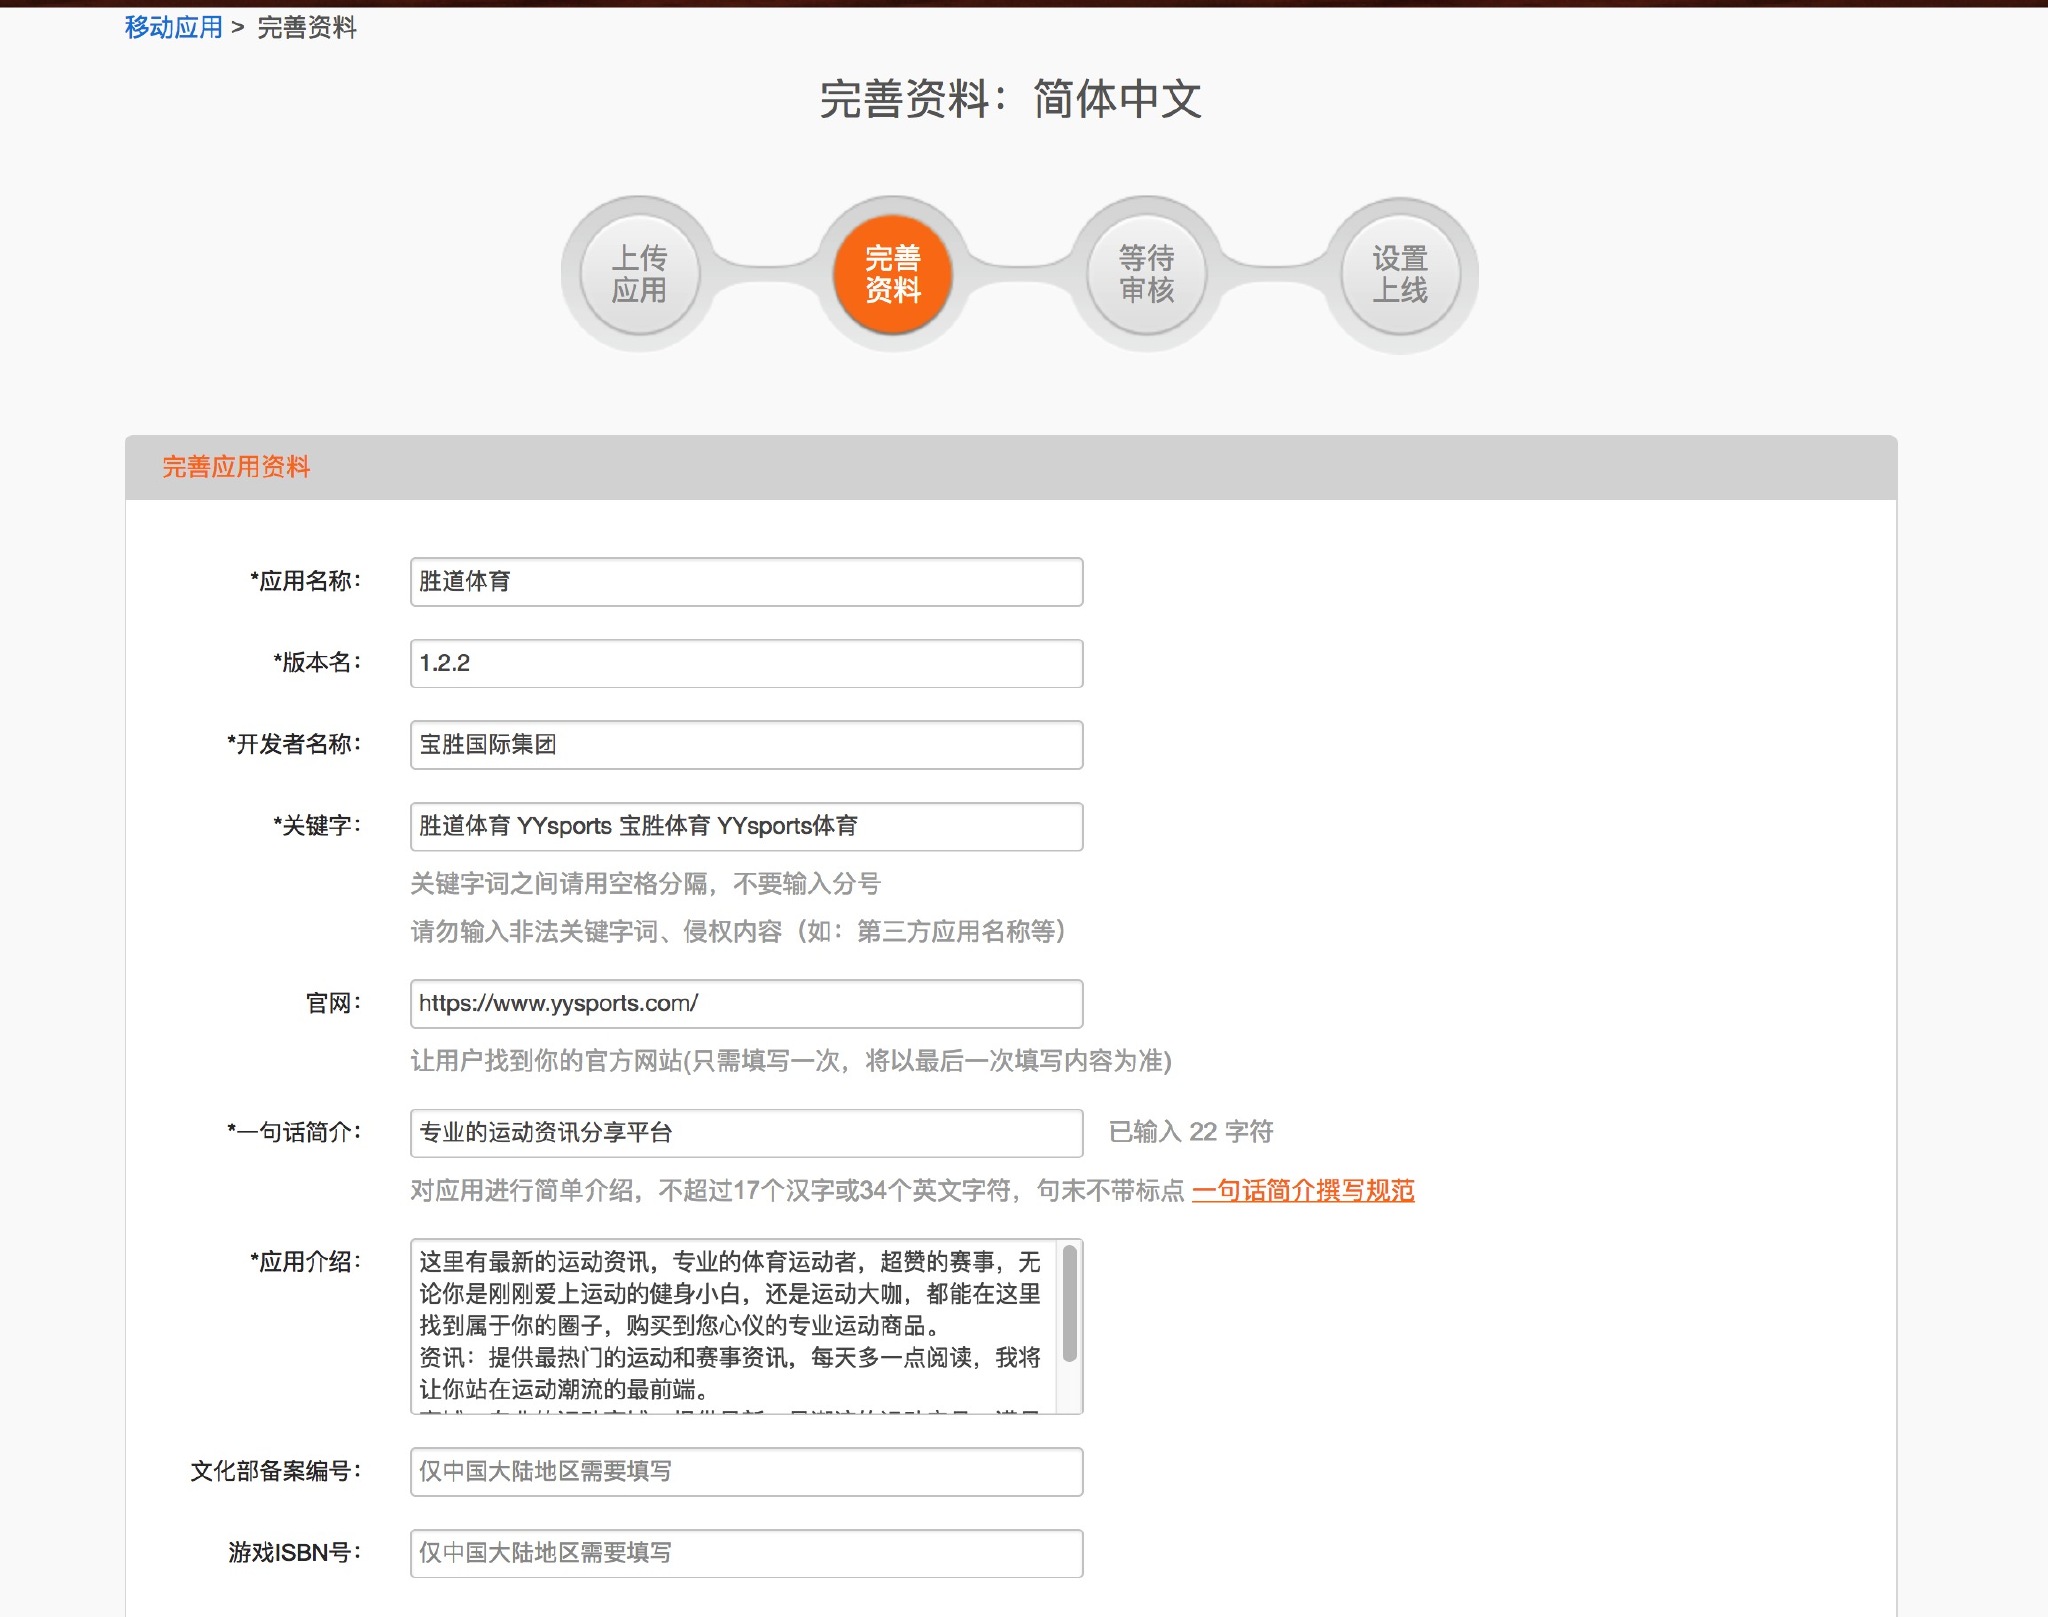 移动应用 > 完善资料
完善资料：简体中文
上传
应用
完善
资料
等待
审核
设置
上线
完善应用资料
*应用名称： 胜道体育
*版本名： 1.2.2
*开发者名称： 宝胜国际集团
*关键字： 胜道体育 YYsports 宝胜体育 YYsports体育
关键字词之间请用空格分隔，不要输入分号
请勿输入非法关键字词、侵权内容（如：第三方应用名称等）
官网： https://www.yysports.com/
让用户找到你的官方网站(只需填写一次，将以最后一次填写内容为准)
*一句话简介： 专业的运动资讯分享平台 已输入 22 字符
对应用进行简单介绍，不超过17个汉字或34个英文字符，句末不带标点 一句话简介撰写规范
*应用介绍： 这里有最新的运动资讯，专业的体育运动者，超赞的赛事，无
论你是刚刚爱上运动的健身小白，还是运动大咖，都能在这里
找到属于你的圈子，购买到您心仪的专业运动商品。
资讯：提供最热门的运动和赛事资讯，每天多一点阅读，我将
让你站在运动潮流的最前端。
文化部备案编号： 仅中国大陆地区需要填写
游戏ISBN号： 仅中国大陆地区需要填写